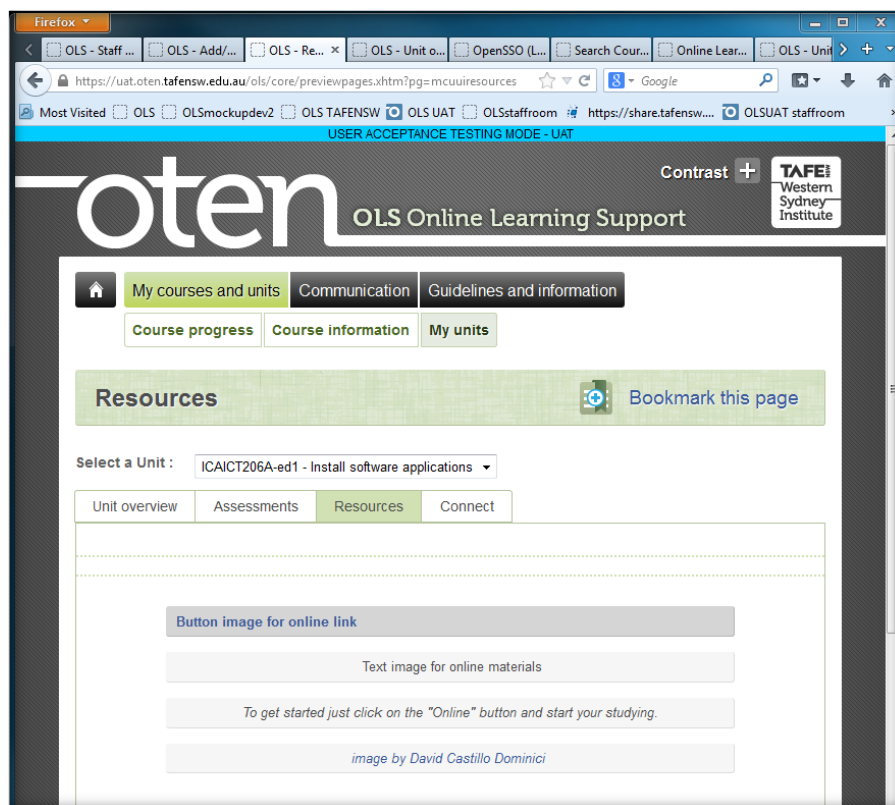 Firefox
OLS - Staff ...
OLS - Add/...
OLS - Re... ×
OLS - Unit o...
OpenSSO (L...
Search Cour...
Online Lear...
OLS - Unit
https://uat.oten.tafensw.edu.au/ols/core/previewpages.xhtm?pg=mcuuiresources
8 Google
Most Visited OLS OLSmockupdev2 OLS TAFENSW OLS UAT OLSstaffroom https://share.tafensw.... OLSUAT staffroom »
USER ACCEPTANCE TESTING MODE - UAT
Contrast +
TAFE
Western
Sydney
Institute
oten
OLS Online Learning Support
My courses and units Communication Guidelines and information
Course progress Course information My units
Resources
Bookmark this page
Select a Unit : ICAICT206A-ed1 - Install software applications
Unit overview Assessments Resources Connect
Button image for online link
Text image for online materials
To get started just click on the "Online" button and start your studying.
image by David Castillo Dominici